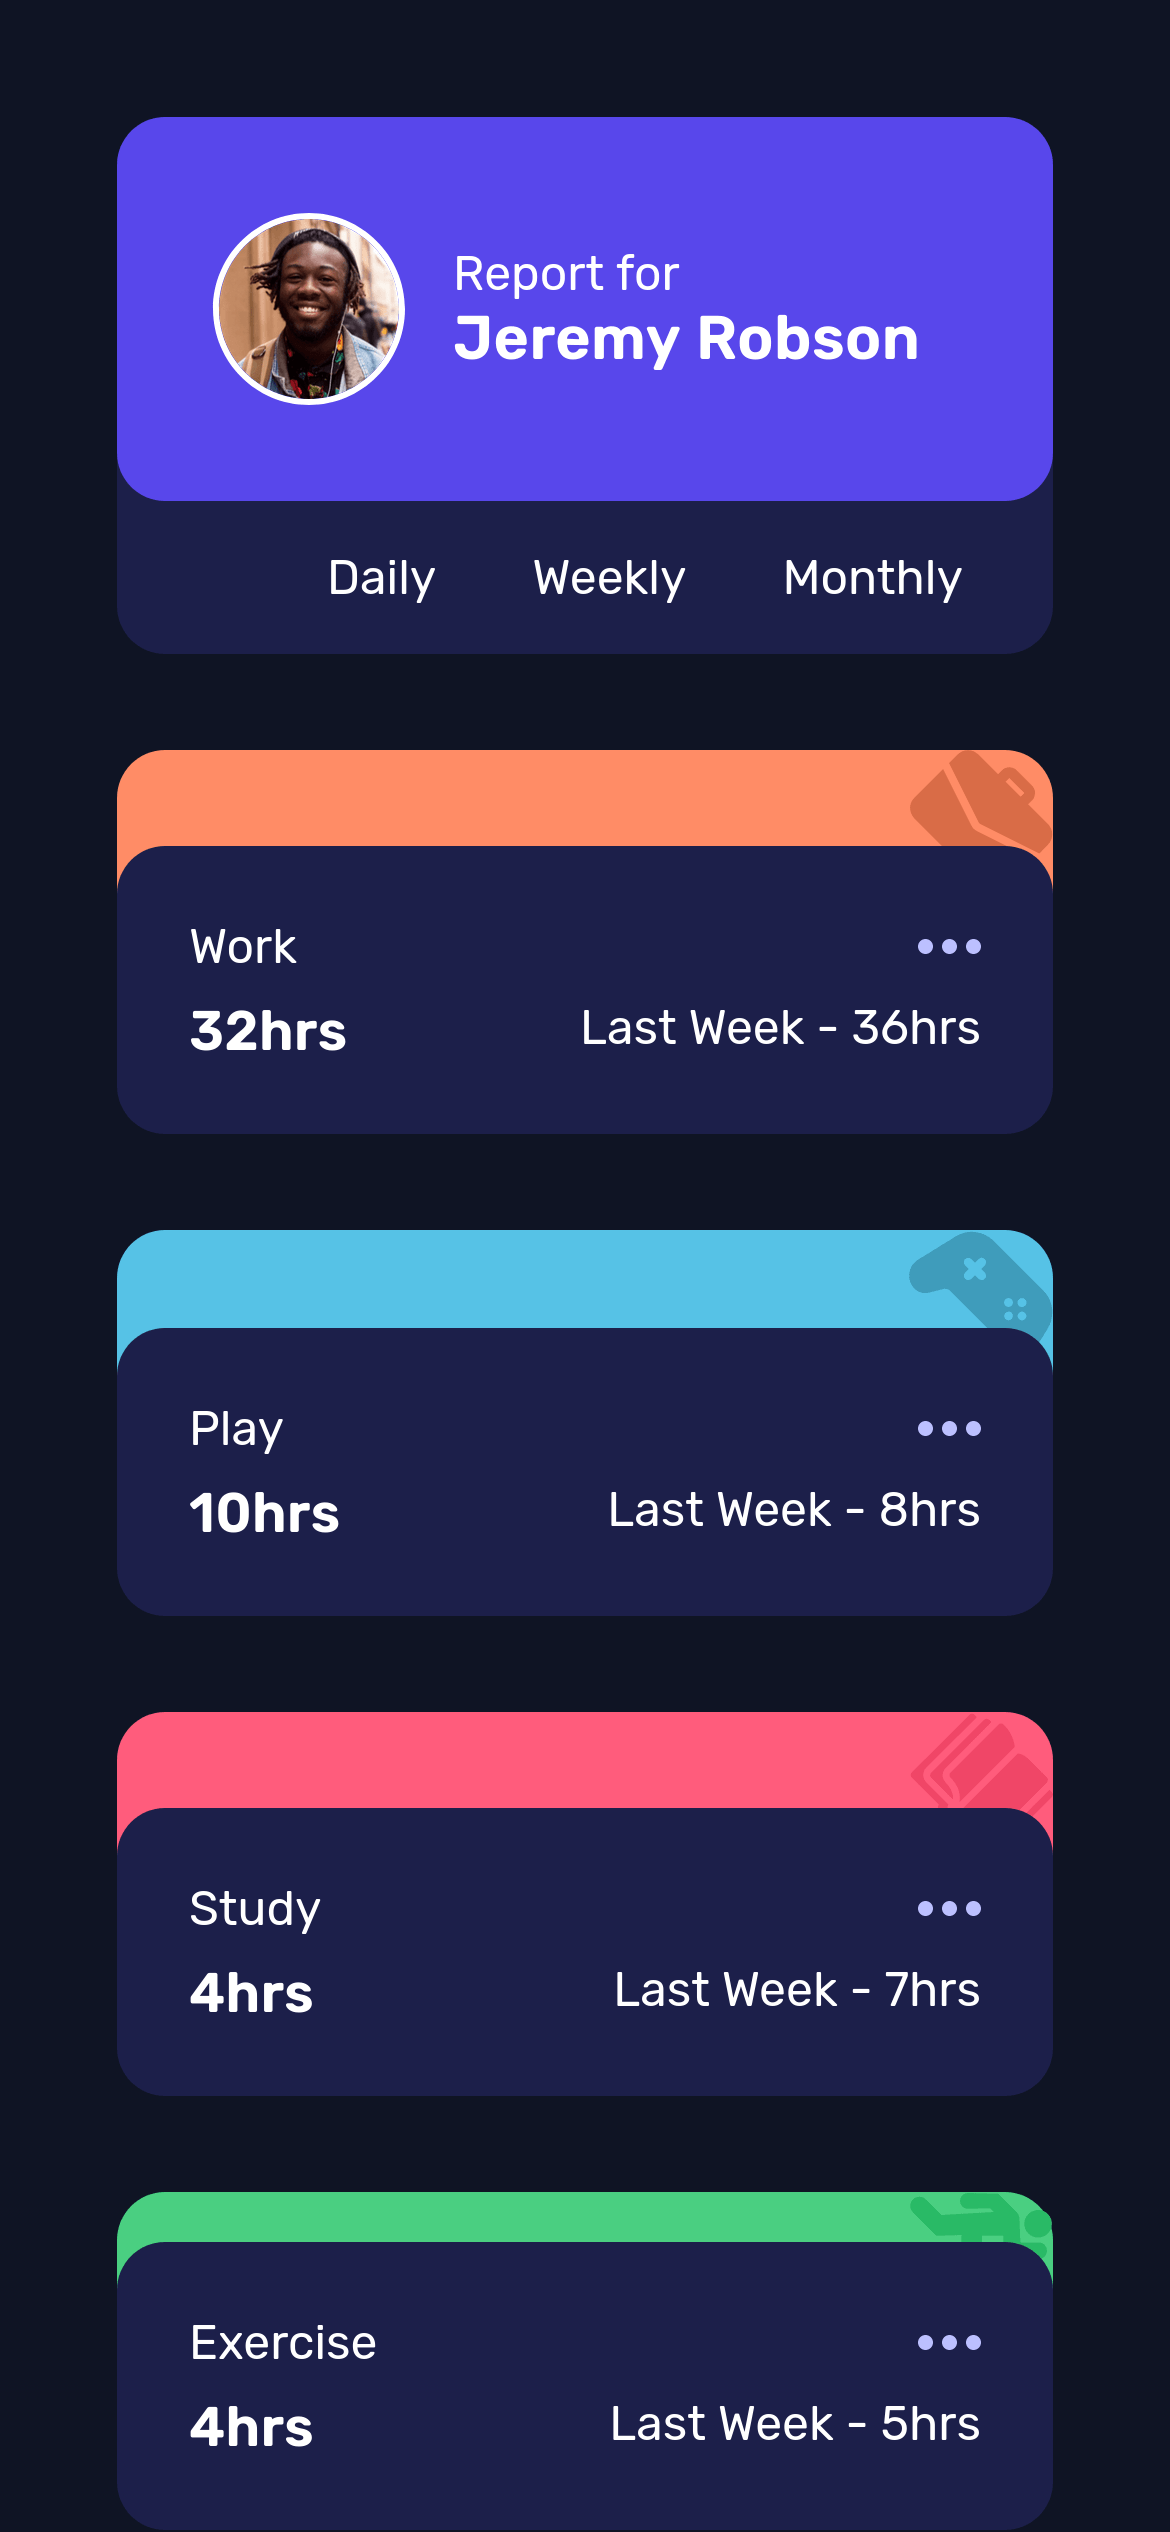 Report for
Jeremy Robson
Daily Weekly Monthly
Work
32hrs Last Week - 36hrs
Play
10hrs Last Week - 8hrs
Study
4hrs Last Week - 7hrs
Exercise
4hrs Last Week - 5hrs